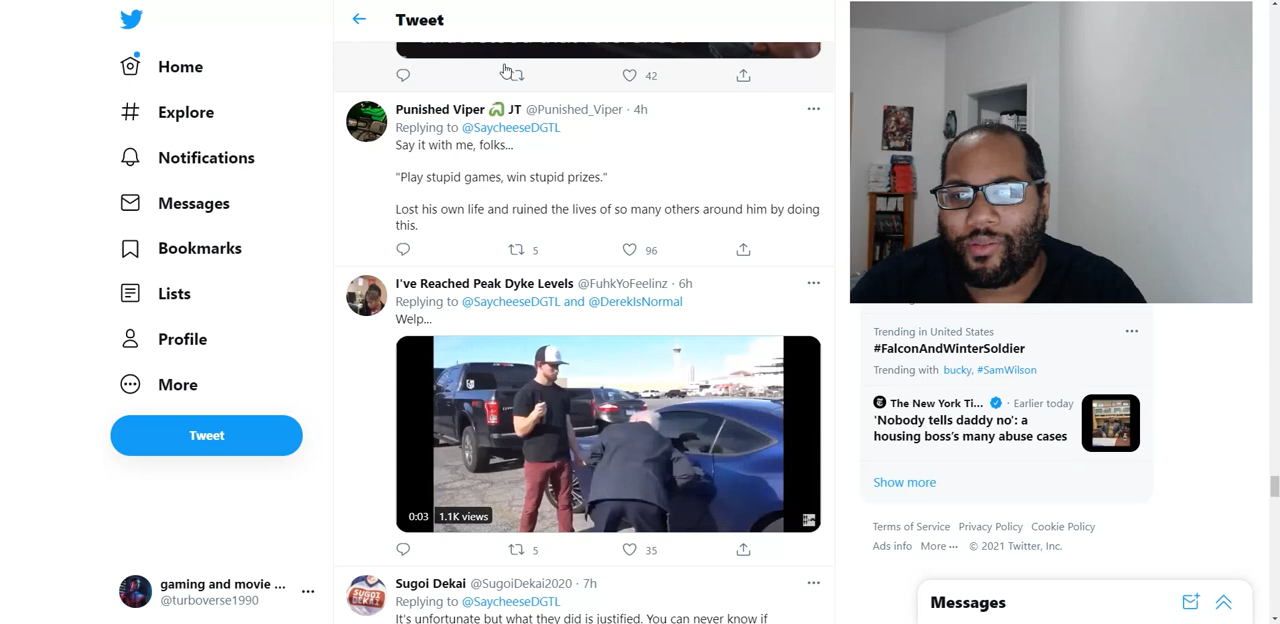 Tweet
42
Home
Explore
Notifications
Messages
Bookmarks
Lists
Profile
More
Tweet
gaming and movie ...
@turboverse1990
Punished Viper JT @Punished_Viper · 4h
Replying to @SaycheeseDGTL
Say it with me, folks...
"Play stupid games, win stupid prizes."
Lost his own life and ruined the lives of so many others around him by doing
this.
5 96
I've Reached Peak Dyke Levels @FuhkYoFeelinz · 6h
Replying to @SaycheeseDGTL and @DerekIsNormal
Welp...
0:03 1.1K views
5 35
Sugoi Dekai @SugoiDekai2020 · 7h
Replying to @SaycheeseDGTL
It's unfortunate but what they did is justified. You can never know if
Trending in United States
#FalconAndWinterSoldier
Trending with bucky, #SamWilson
The New York Ti... · Earlier today
'Nobody tells daddy no': a
housing boss's many abuse cases
Show more
Terms of Service Privacy Policy Cookie Policy
Ads info More ··· © 2021 Twitter, Inc.
Messages